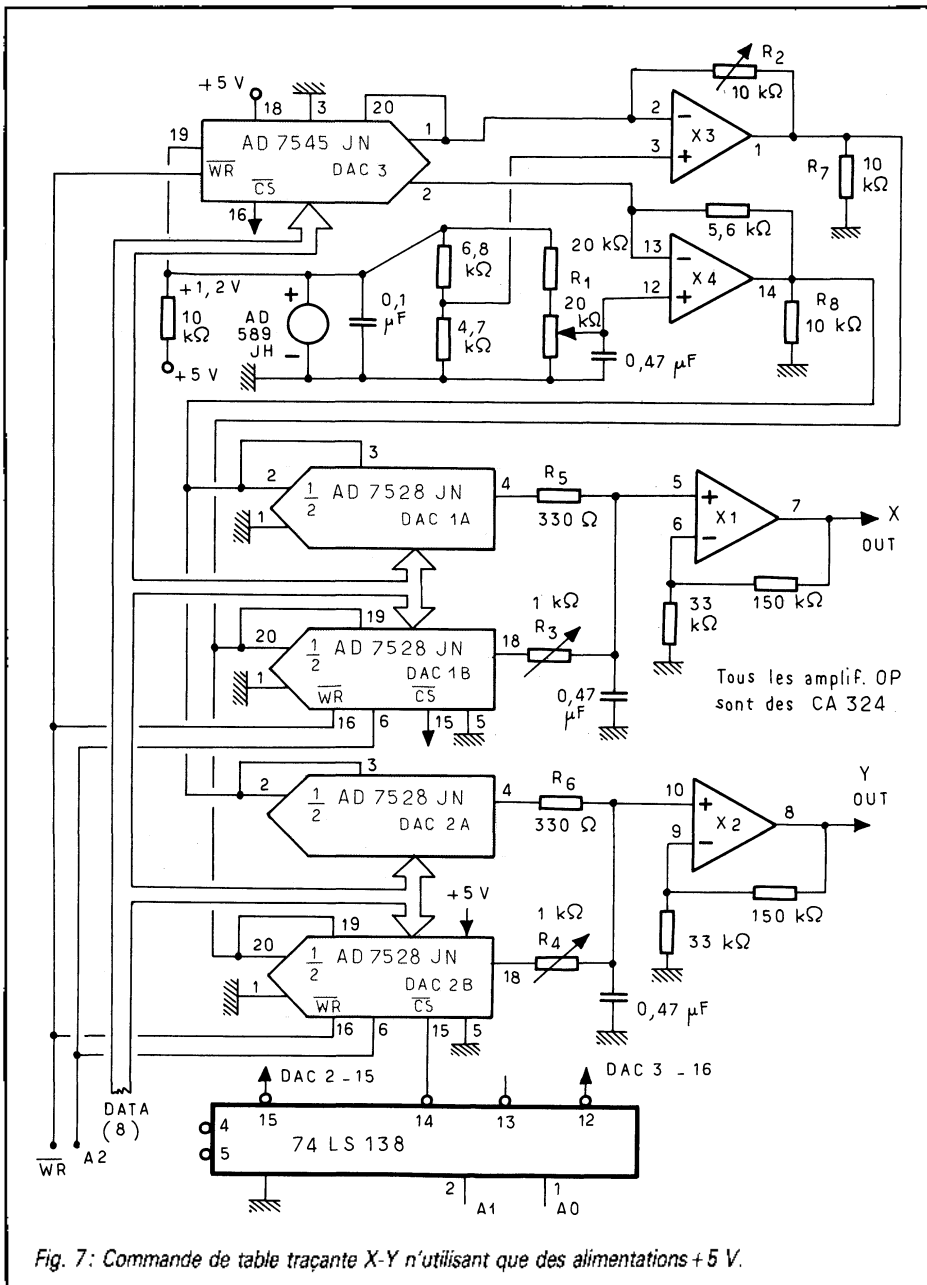 +5 V
18
3
20
19
AD 7545 JN
WR
DAC 3
CS
16
1
2
R2
10 kΩ
2
3
X3
1
R7
10
kΩ
5,6 kΩ
13
12
X4
14
R8
10 kΩ
+1,2 V
10
kΩ
+5 V
AD
589
JH
+
−
0,1
µF
6,8
kΩ
4,7
kΩ
20 kΩ
R1
20
kΩ
0,47 µF
3
2
1
1/2
AD 7528 JN
DAC 1A
4
R5
330 Ω
5
6
X1
7
X
OUT
150 kΩ
33
kΩ
19
20
1
1/2
AD 7528 JN
DAC 1B
WR
CS
16
6
15
5
18
1 kΩ
R3
0,47
µF
Tous les amplif. OP
sont des CA 324
3
2
1/2
AD 7528 JN
DAC 2A
4
R6
330 Ω
10
9
X2
8
Y
OUT
150 kΩ
33 kΩ
+5 V
19
20
1
1/2
AD 7528 JN
DAC 2B
WR
CS
16
6
15
5
18
1 kΩ
R4
0,47 µF
DATA
(8)
WR
A2
DAC 2 - 15
DAC 3 - 16
4
5
15
14
13
12
74 LS 138
2
A1
1
A0
Fig. 7: Commande de table traçante X-Y n'utilisant que des alimentations +5 V.